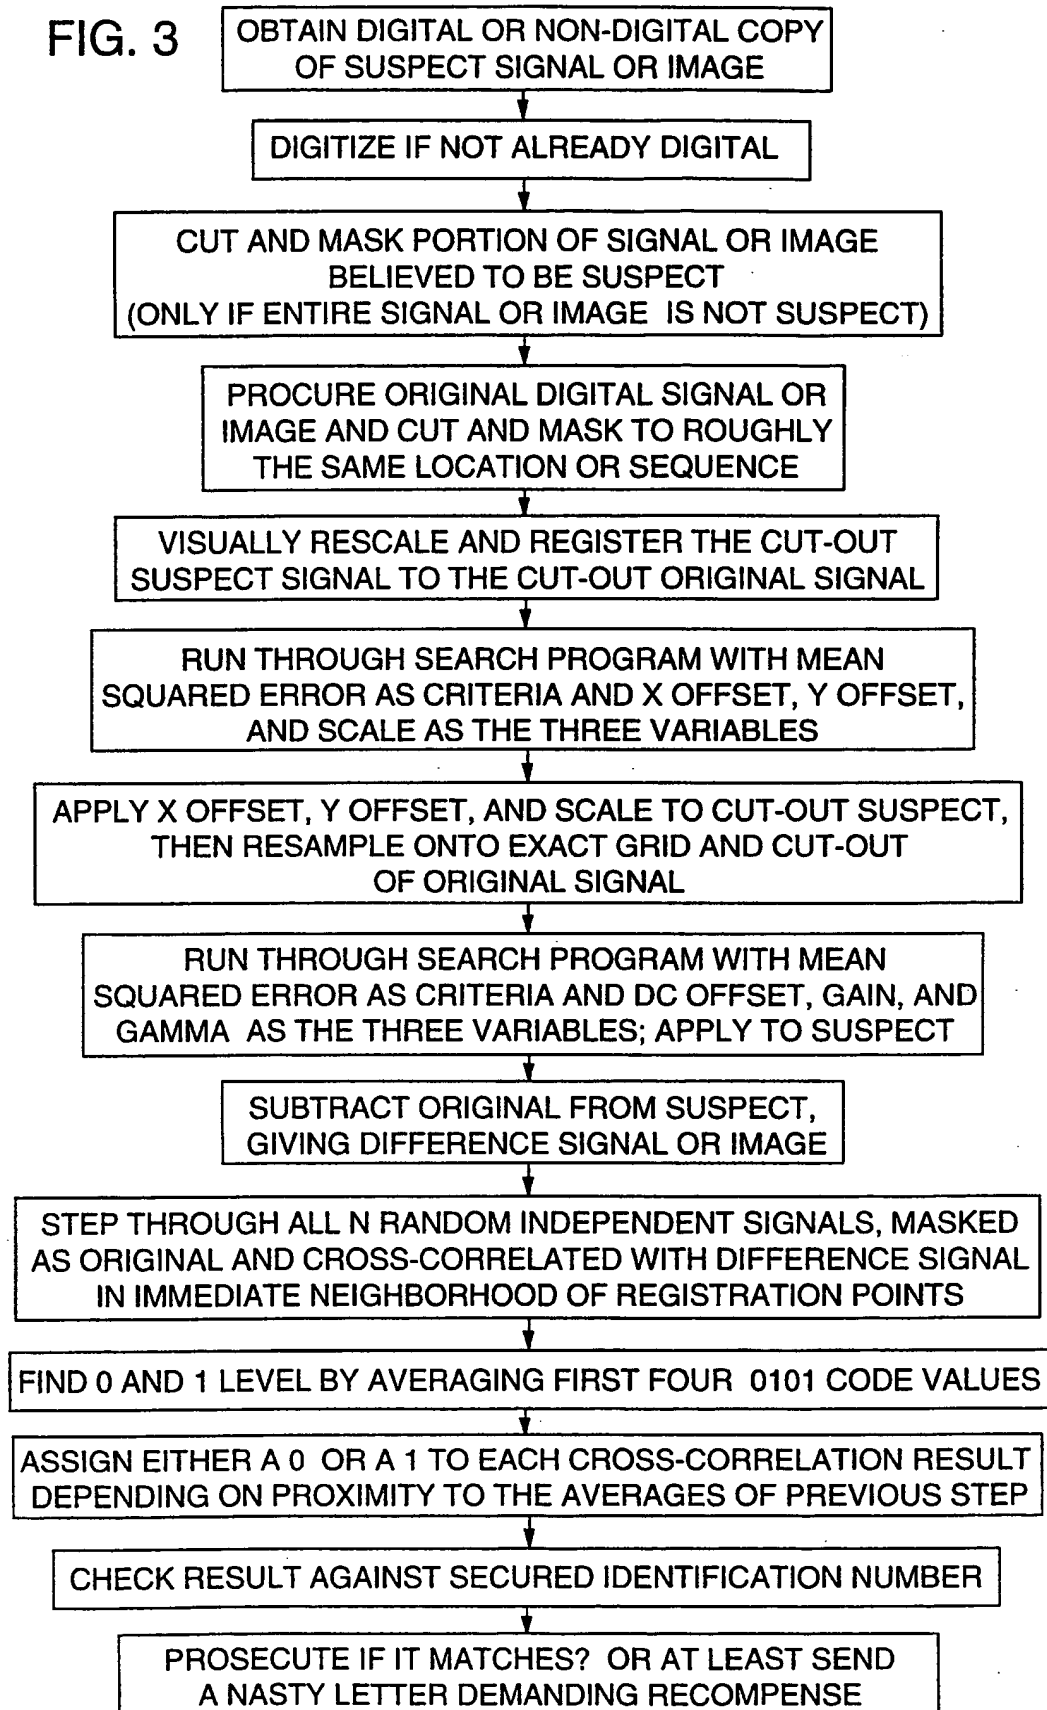 FIG. 3
OBTAIN DIGITAL OR NON-DIGITAL COPY
OF SUSPECT SIGNAL OR IMAGE
DIGITIZE IF NOT ALREADY DIGITAL
CUT AND MASK PORTION OF SIGNAL OR IMAGE
BELIEVED TO BE SUSPECT
(ONLY IF ENTIRE SIGNAL OR IMAGE IS NOT SUSPECT)
PROCURE ORIGINAL DIGITAL SIGNAL OR
IMAGE AND CUT AND MASK TO ROUGHLY
THE SAME LOCATION OR SEQUENCE
VISUALLY RESCALE AND REGISTER THE CUT-OUT
SUSPECT SIGNAL TO THE CUT-OUT ORIGINAL SIGNAL
RUN THROUGH SEARCH PROGRAM WITH MEAN
SQUARED ERROR AS CRITERIA AND X OFFSET, Y OFFSET,
AND SCALE AS THE THREE VARIABLES
APPLY X OFFSET, Y OFFSET, AND SCALE TO CUT-OUT SUSPECT,
THEN RESAMPLE ONTO EXACT GRID AND CUT-OUT
OF ORIGINAL SIGNAL
RUN THROUGH SEARCH PROGRAM WITH MEAN
SQUARED ERROR AS CRITERIA AND DC OFFSET, GAIN, AND
GAMMA AS THE THREE VARIABLES; APPLY TO SUSPECT
SUBTRACT ORIGINAL FROM SUSPECT,
GIVING DIFFERENCE SIGNAL OR IMAGE
STEP THROUGH ALL N RANDOM INDEPENDENT SIGNALS, MASKED
AS ORIGINAL AND CROSS-CORRELATED WITH DIFFERENCE SIGNAL
IN IMMEDIATE NEIGHBORHOOD OF REGISTRATION POINTS
FIND 0 AND 1 LEVEL BY AVERAGING FIRST FOUR 0101 CODE VALUES
ASSIGN EITHER A 0 OR A 1 TO EACH CROSS-CORRELATION RESULT
DEPENDING ON PROXIMITY TO THE AVERAGES OF PREVIOUS STEP
CHECK RESULT AGAINST SECURED IDENTIFICATION NUMBER
PROSECUTE IF IT MATCHES? OR AT LEAST SEND
A NASTY LETTER DEMANDING RECOMPENSE